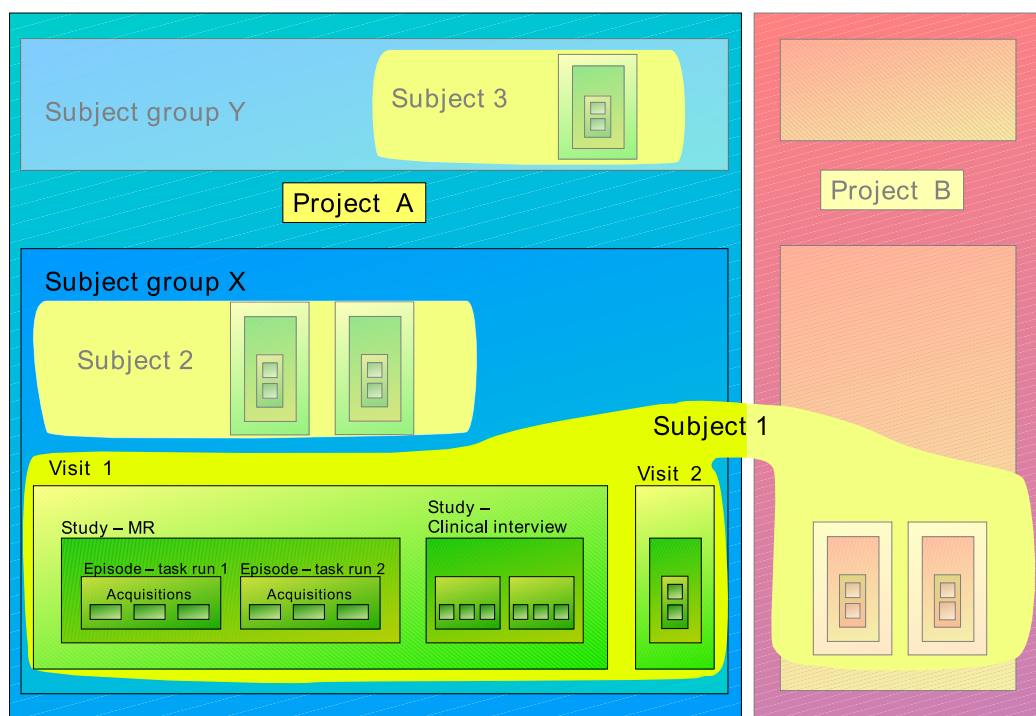 Subject group Y
Subject 3
Project A
Project B
Subject group X
Subject 2
Subject 1
Visit 1
Visit 2
Study – MR
Study –
Clinical interview
Episode – task run 1
Episode – task run 2
Acquisitions
Acquisitions